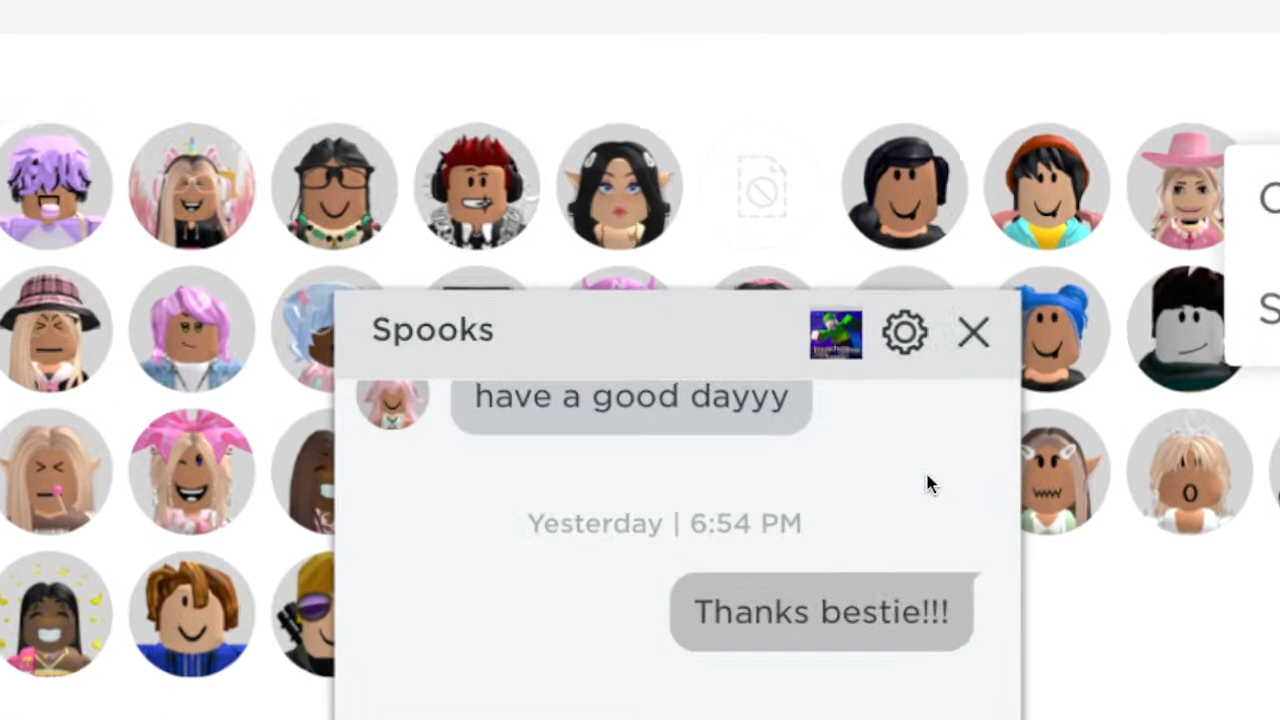 Spooks
have a good dayyy
Yesterday | 6:54 PM
Thanks bestie!!!